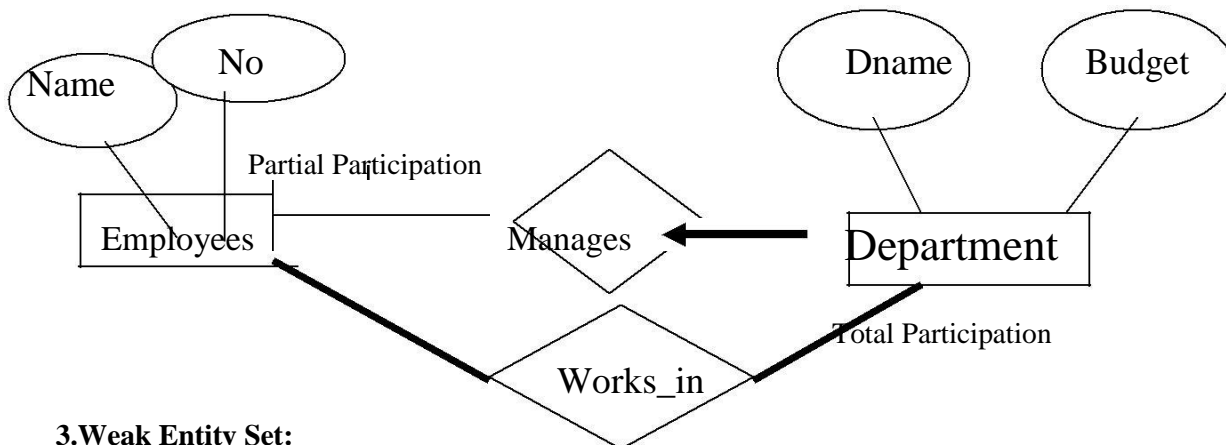 No
Name
Dname
Budget
Partial Participation
Employees
Manages
Department
Total Participation
Works_in
3.Weak Entity Set: